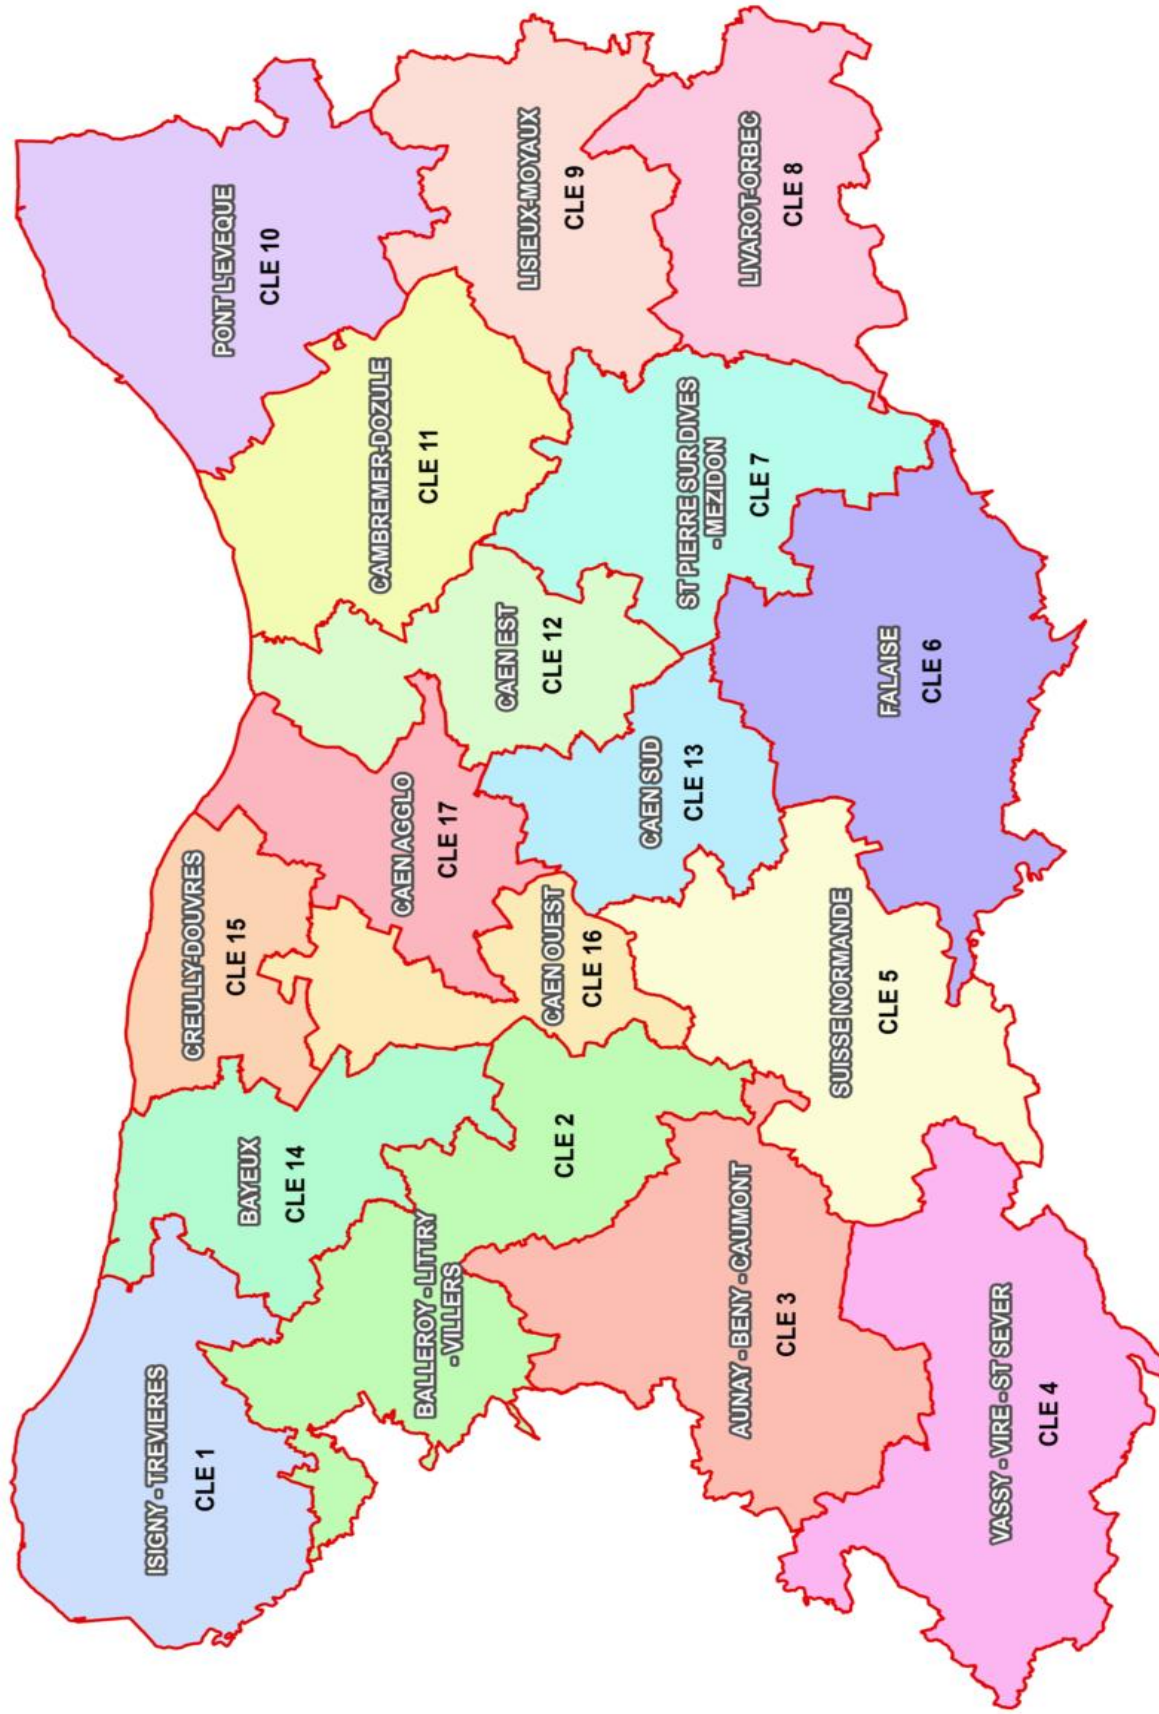 ISIGNY - TREVIERES
CLE 1
BAYEUX
CLE 14
CREULLY-DOUVRES
CLE 15
CAEN AGGLO
CLE 17
CAMBREMER-DOZULE
CLE 11
PONT L'EVEQUE
CLE 10
BALLEROY - LITTRY
- VILLERS
CLE 2
CAEN OUEST
CLE 16
CAEN EST
CLE 12
LISIEUX-MOYAUX
CLE 9
AUNAY - BENY - CAUMONT
CLE 3
CAEN SUD
CLE 13
ST PIERRE SUR DIVES
- MEZIDON
CLE 7
LIVAROT-ORBEC
CLE 8
SUISSE NORMANDE
CLE 5
FALAISE
CLE 6
VASSY - VIRE - ST SEVER
CLE 4